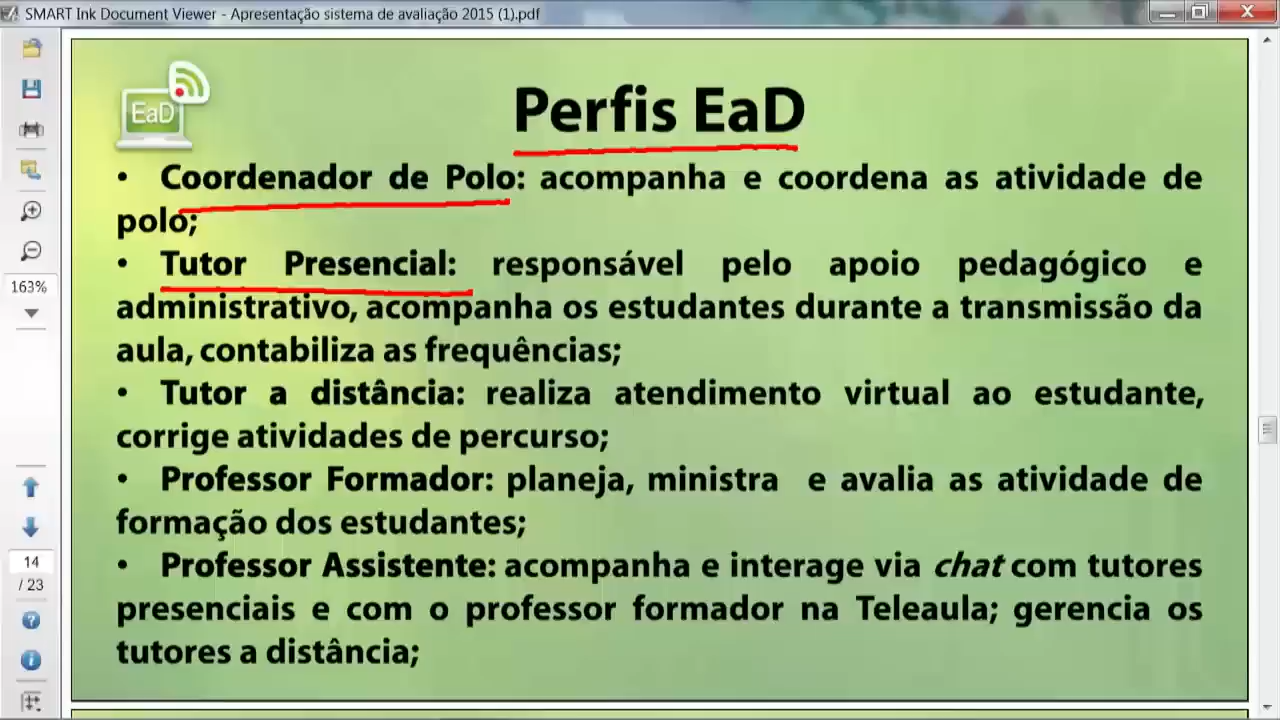 SMART Ink Document Viewer - Apresentação sistema de avaliação 2015 (1).pdf
EaD
Perfis EaD
• Coordenador de Polo: acompanha e coordena as atividade de
polo;
• Tutor Presencial: responsável pelo apoio pedagógico e
administrativo, acompanha os estudantes durante a transmissão da
aula, contabiliza as frequências;
• Tutor a distância: realiza atendimento virtual ao estudante,
corrige atividades de percurso;
• Professor Formador: planeja, ministra e avalia as atividade de
formação dos estudantes;
• Professor Assistente: acompanha e interage via chat com tutores
presenciais e com o professor formador na Teleaula; gerencia os
tutores a distância;
163%
14
/ 23